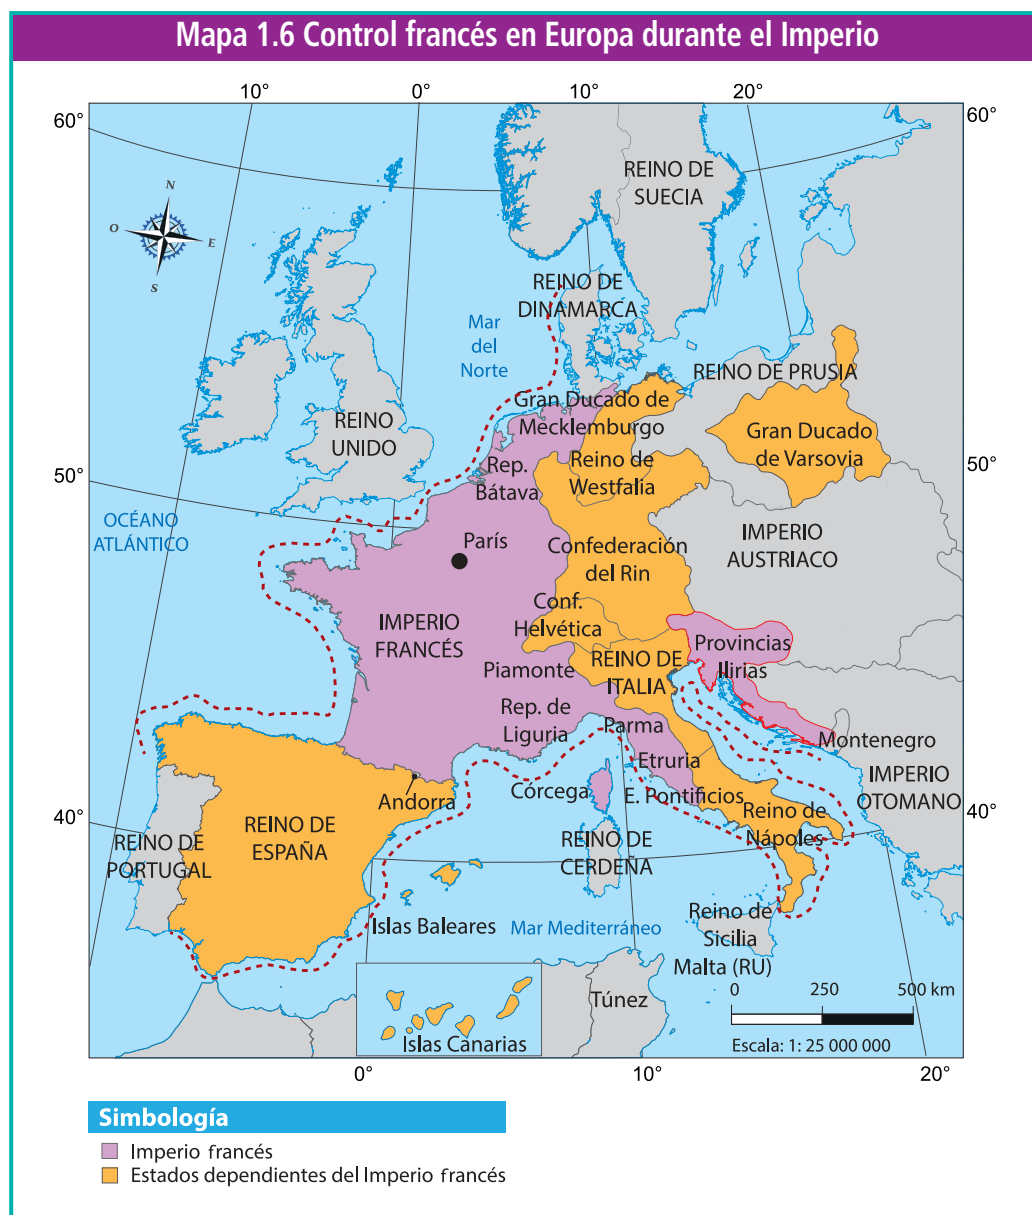 Mapa 1.6 Control francés en Europa durante el Imperio
10°
0°
10°
20°
60°
60°
N
O
E
S
REINO DE
SUECIA
REINO DE
DINAMARCA
Mar
del
Norte
REINO DE PRUSIA
Gran Ducado de
Mecklemburgo
REINO
UNIDO
Gran Ducado
de Varsovia
Rep.
Bátava
Reino de
Westfalia
50°
50°
OCÉANO
ATLÁNTICO
París
IMPERIO
AUSTRIACO
Confederación
del Rin
Conf.
Helvética
IMPERIO
FRANCÉS
Provincias
Ilirias
Piamonte
REINO DE
ITALIA
Rep. de
Liguria
Parma
Montenegro
Etruria
IMPERIO
OTOMANO
Andorra
Córcega
E. Pontificios
40°
40°
REINO DE
ESPAÑA
REINO DE
PORTUGAL
REINO DE
CERDEÑA
Reino de
Nápoles
Islas Baleares
Mar Mediterráneo
Reino de
Sicilia
Malta (RU)
Túnez
0 250 500 km
Escala: 1: 25 000 000
Islas Canarias
0°
10°
20°
Simbología
Imperio francés
Estados dependientes del Imperio francés